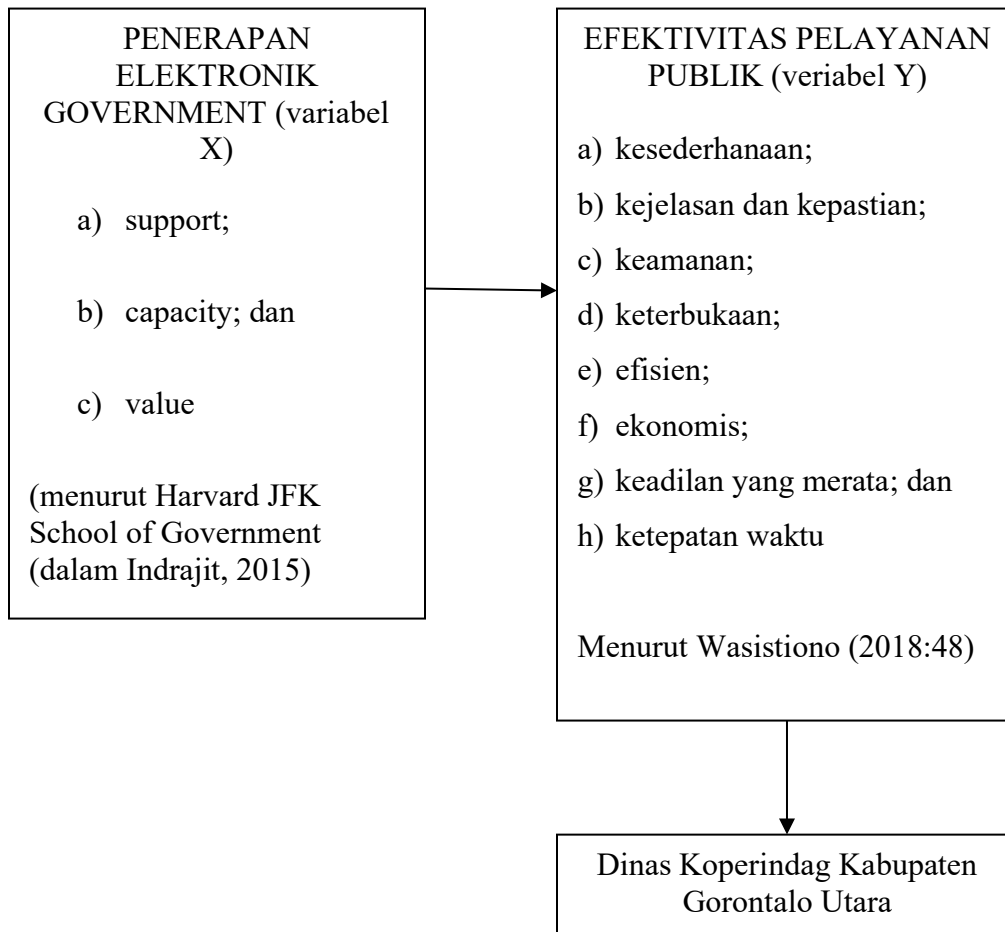 PENERAPAN
ELEKTRONIK
GOVERNMENT (variabel
X)
a) support;
b) capacity; dan
c) value
(menurut Harvard JFK
School of Government
(dalam Indrajit, 2015)
EFEKTIVITAS PELAYANAN
PUBLIK (veriabel Y)
a) kesederhanaan;
b) kejelasan dan kepastian;
c) keamanan;
d) keterbukaan;
e) efisien;
f) ekonomis;
g) keadilan yang merata; dan
h) ketepatan waktu
Menurut Wasistiono (2018:48)
Dinas Koperindag Kabupaten
Gorontalo Utara